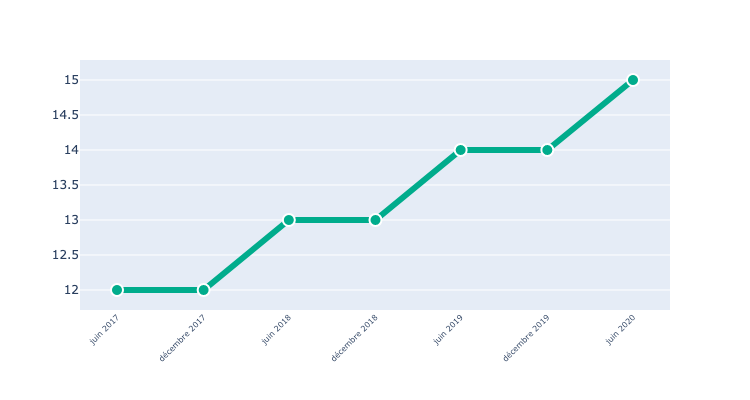 15
14.5
14
13.5
13
12.5
12
juin 2017
décembre 2017
juin 2018
décembre 2018
juin 2019
décembre 2019
juin 2020